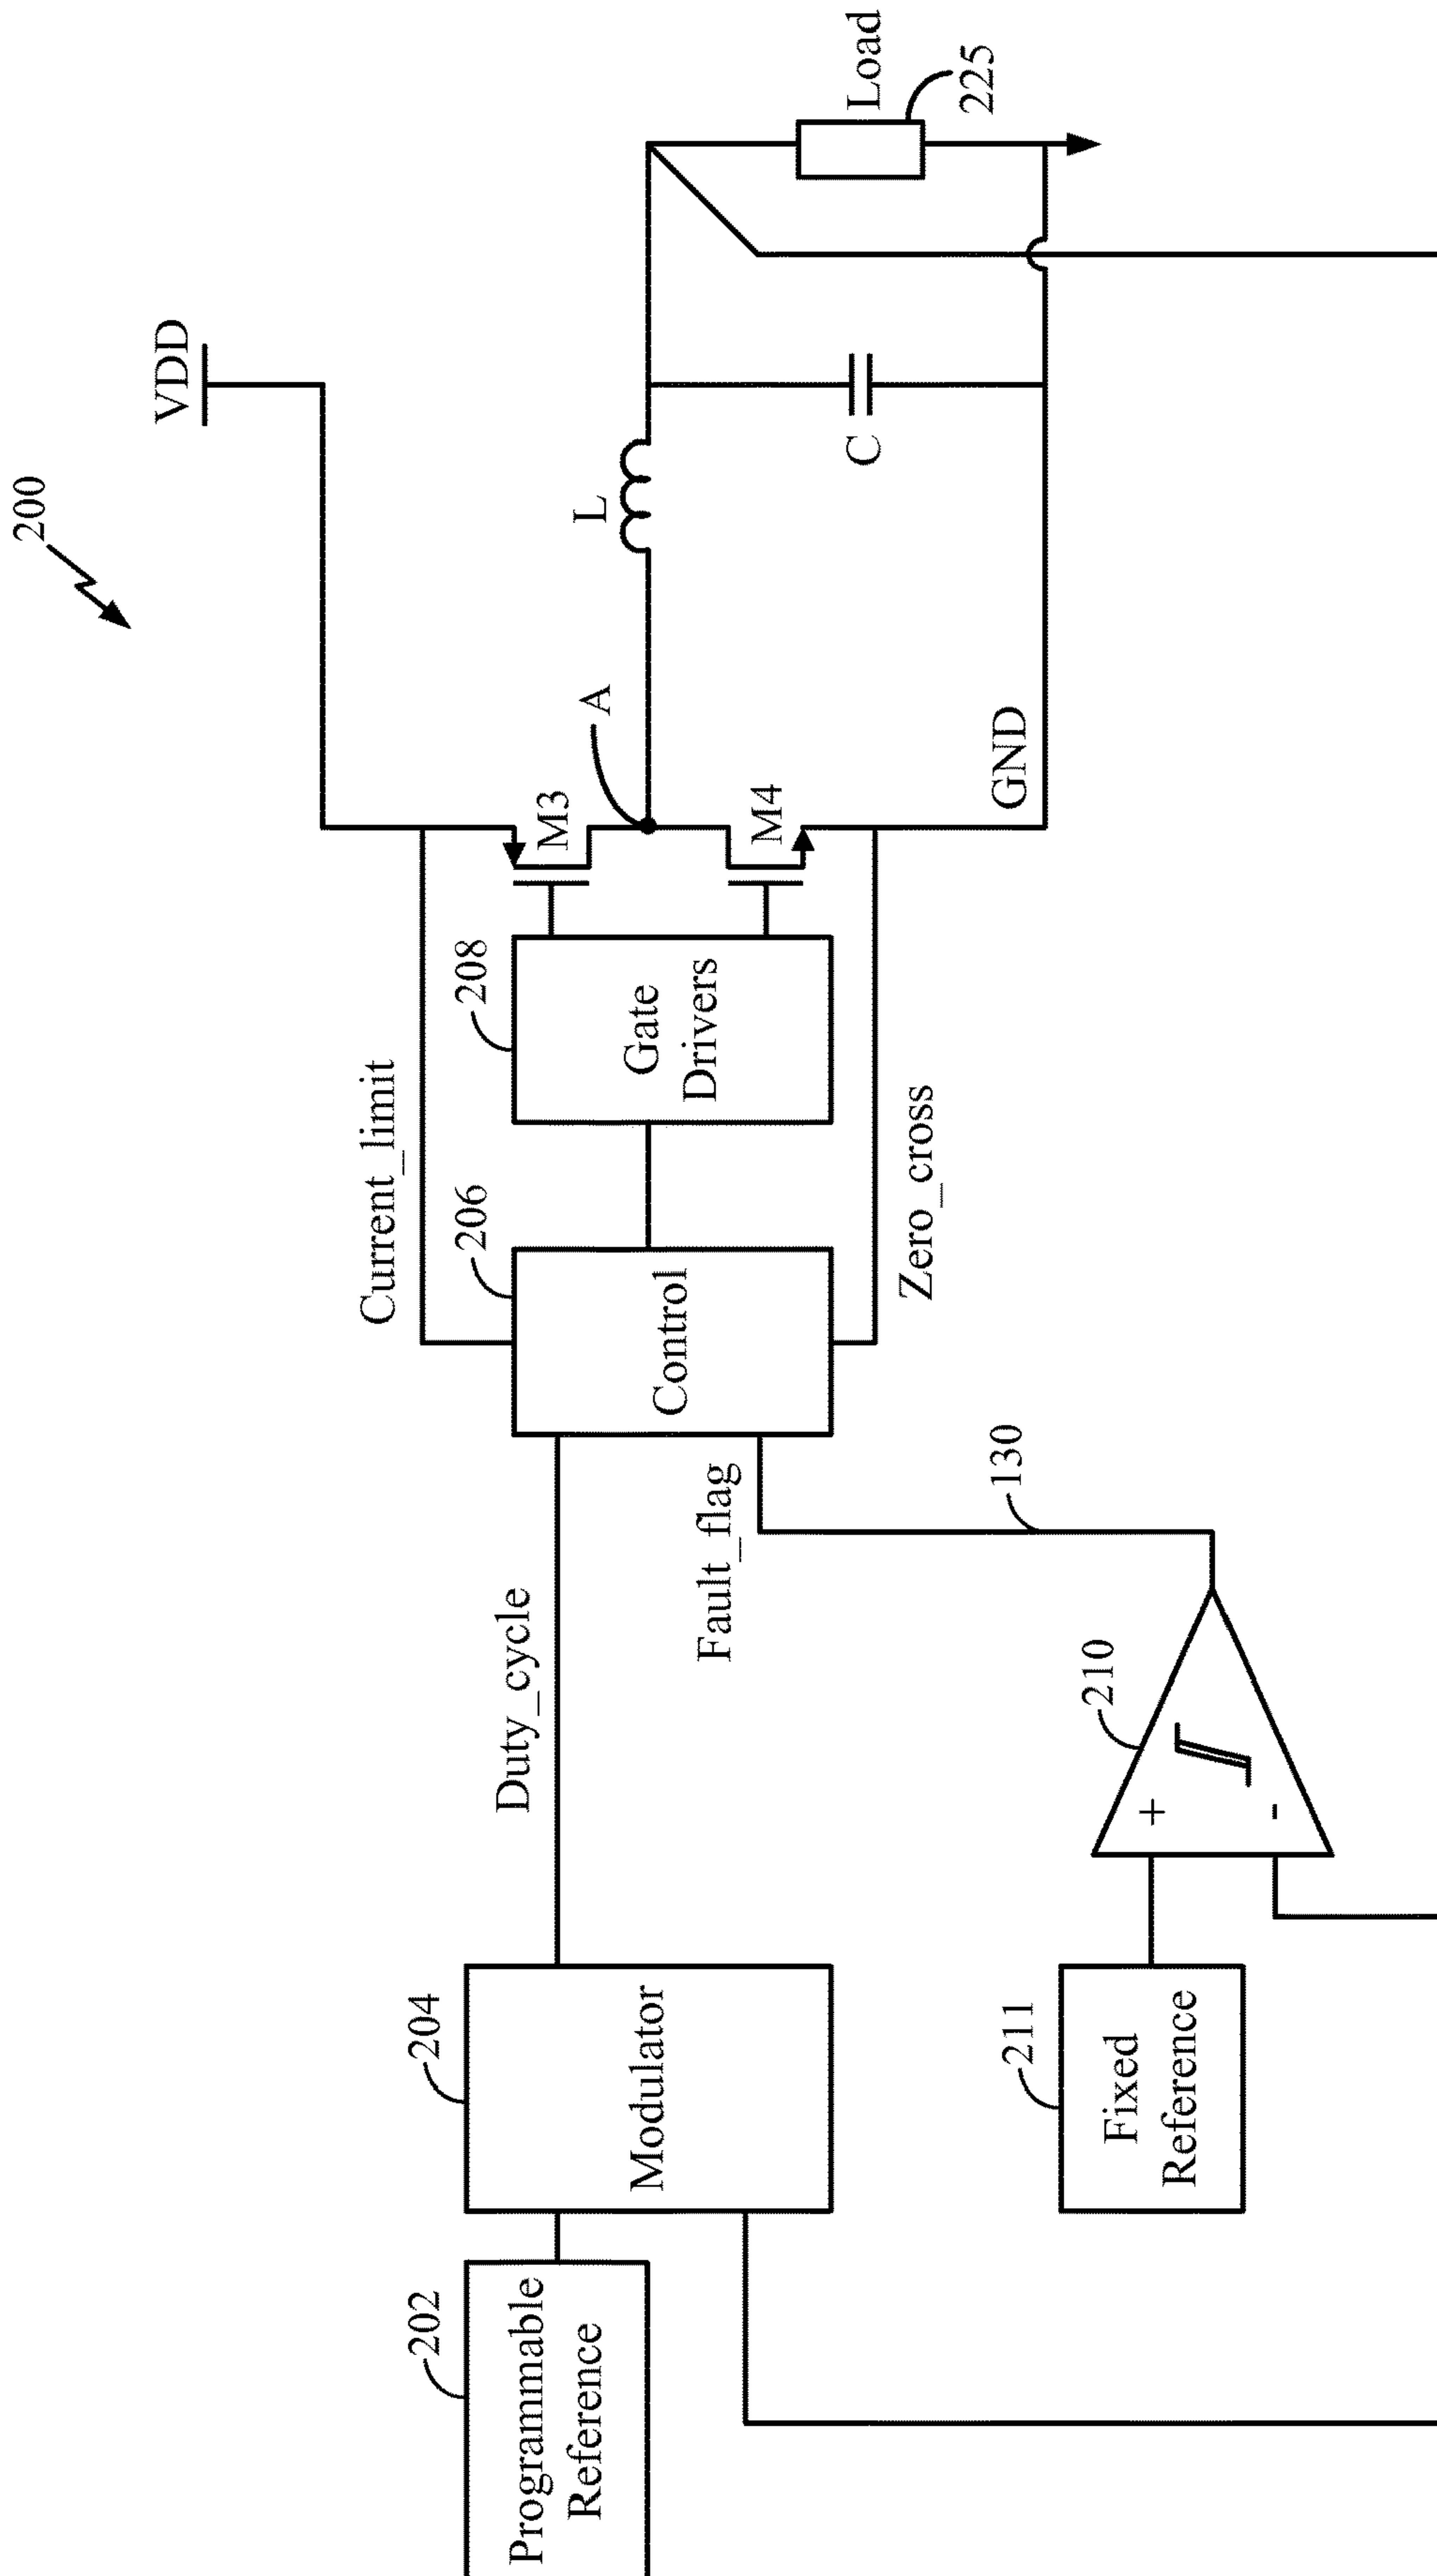 200
VDD
Current_limit
L
A
M3
M4
C
GND
Load
225
202
Programmable
Reference
204
Modulator
Duty_cycle
Fault_flag
206
Control
208
Gate
Drivers
Zero_cross
130
210
+
-
211
Fixed
Reference